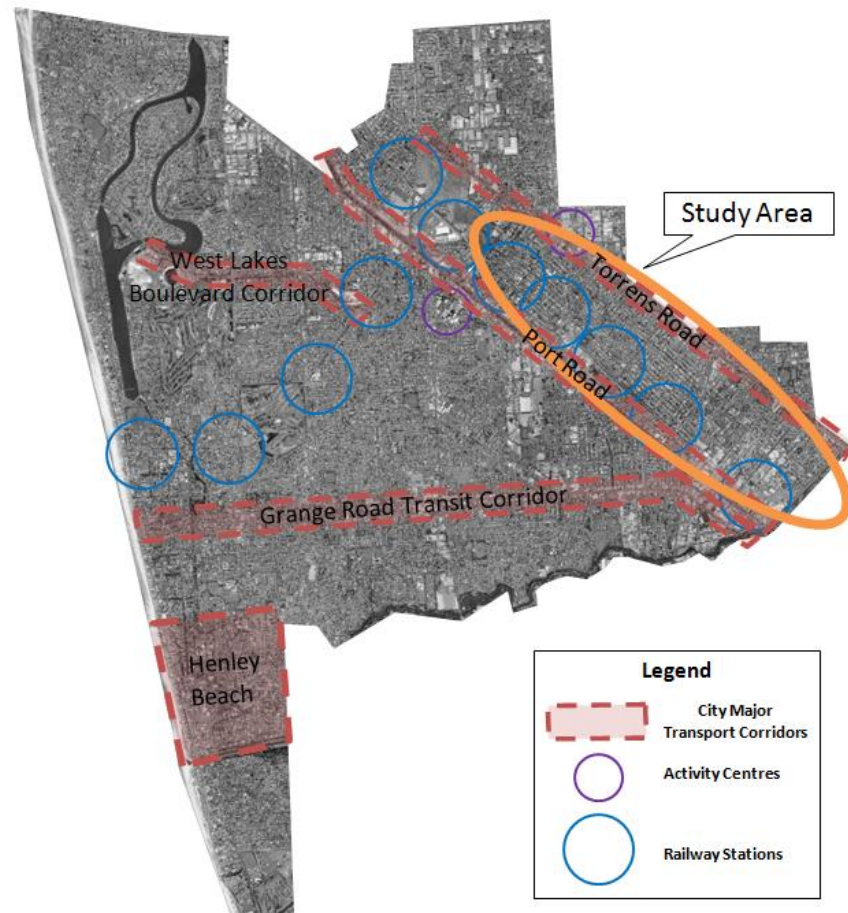 Study Area
West Lakes
Boulevard Corridor
Torrens Road
Port Road
Grange Road Transit Corridor
Henley
Beach
Legend
City Major
Transport Corridors
Activity Centres
Railway Stations